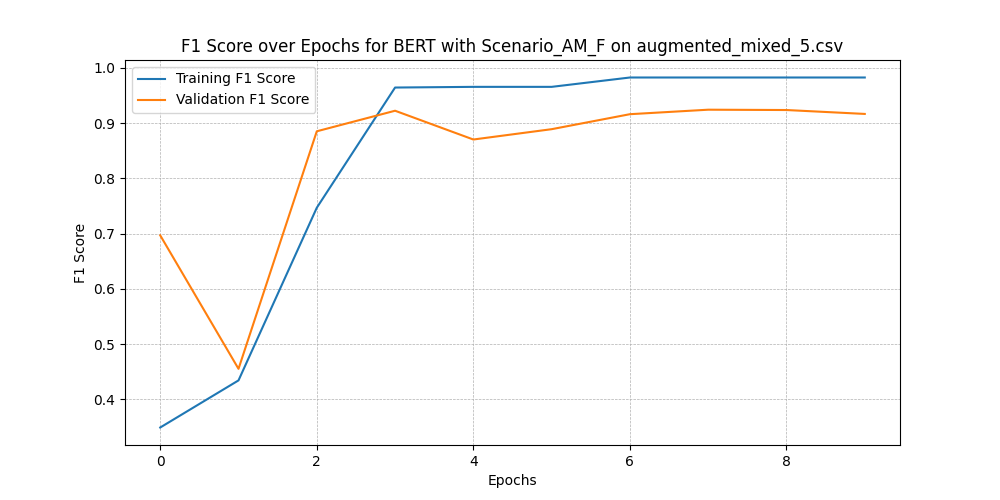 F1 Score over Epochs for BERT with Scenario_AM_F on augmented_mixed_5.csv
Training F1 Score
Validation F1 Score
1.0
0.9
0.8
0.7
0.6
0.5
0.4
F1 Score
0 2 4 6 8
Epochs